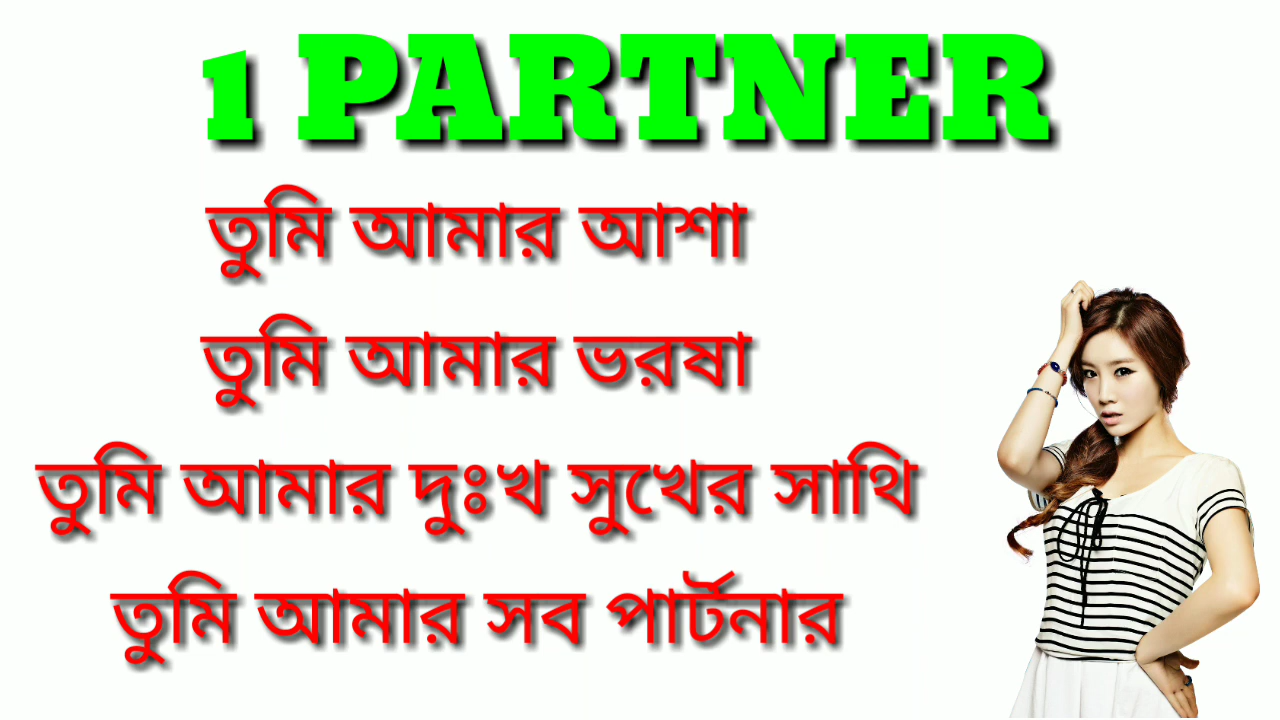 1 PARTNER
তুমি আমার আশা
তুমি আমার ভরষা
তুমি আমার দুঃখ সুখের সাথি
তুমি আমার সব পার্টনার